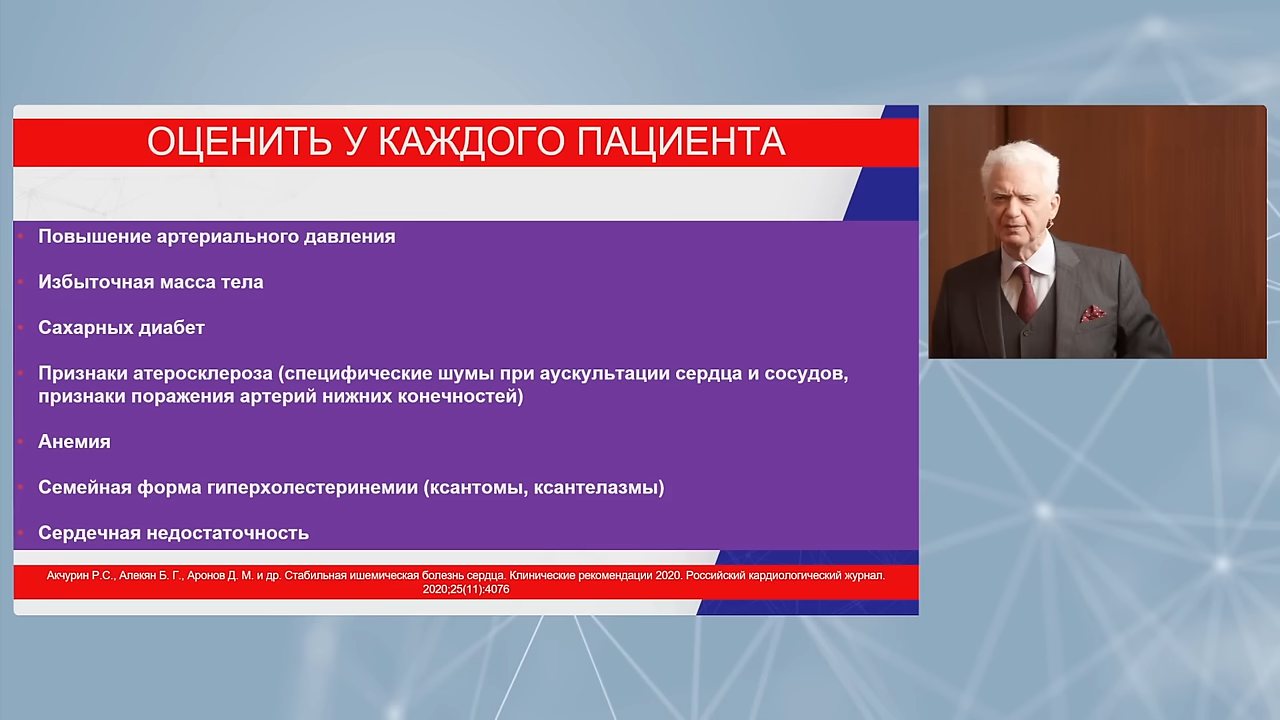 ОЦЕНИТЬ У КАЖДОГО ПАЦИЕНТА
• Повышение артериального давления
• Избыточная масса тела
• Сахарных диабет
• Признаки атеросклероза (специфические шумы при аускультации сердца и сосудов,
признаки поражения артерий нижних конечностей)
• Анемия
• Семейная форма гиперхолестеринемии (ксантомы, ксантелазмы)
• Сердечная недостаточность
Акчурин Р.С., Алекян Б. Г., Аронов Д. М. и др. Стабильная ишемическая болезнь сердца. Клинические рекомендации 2020. Российский кардиологический журнал.
2020;25(11):4076